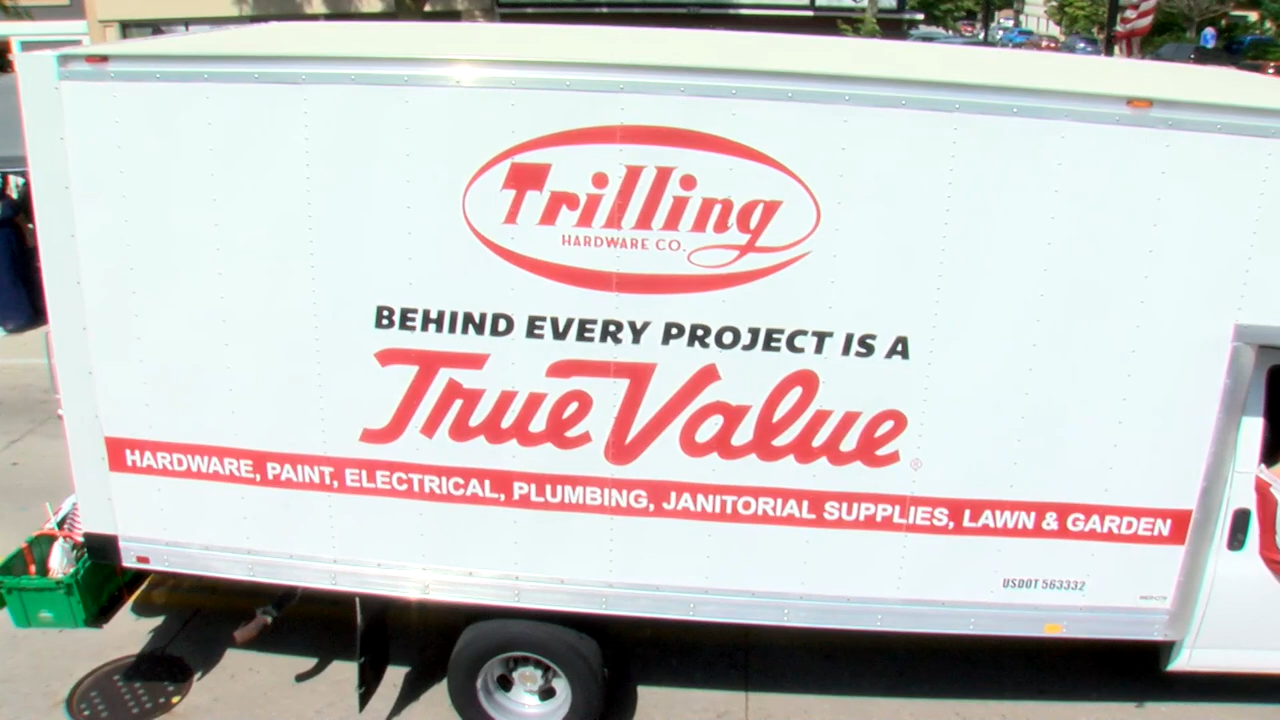 Trilling
HARDWARE CO.
BEHIND EVERY PROJECT IS A
True Value
®
HARDWARE, PAINT, ELECTRICAL, PLUMBING, JANITORIAL SUPPLIES, LAWN & GARDEN
USDOT 563332